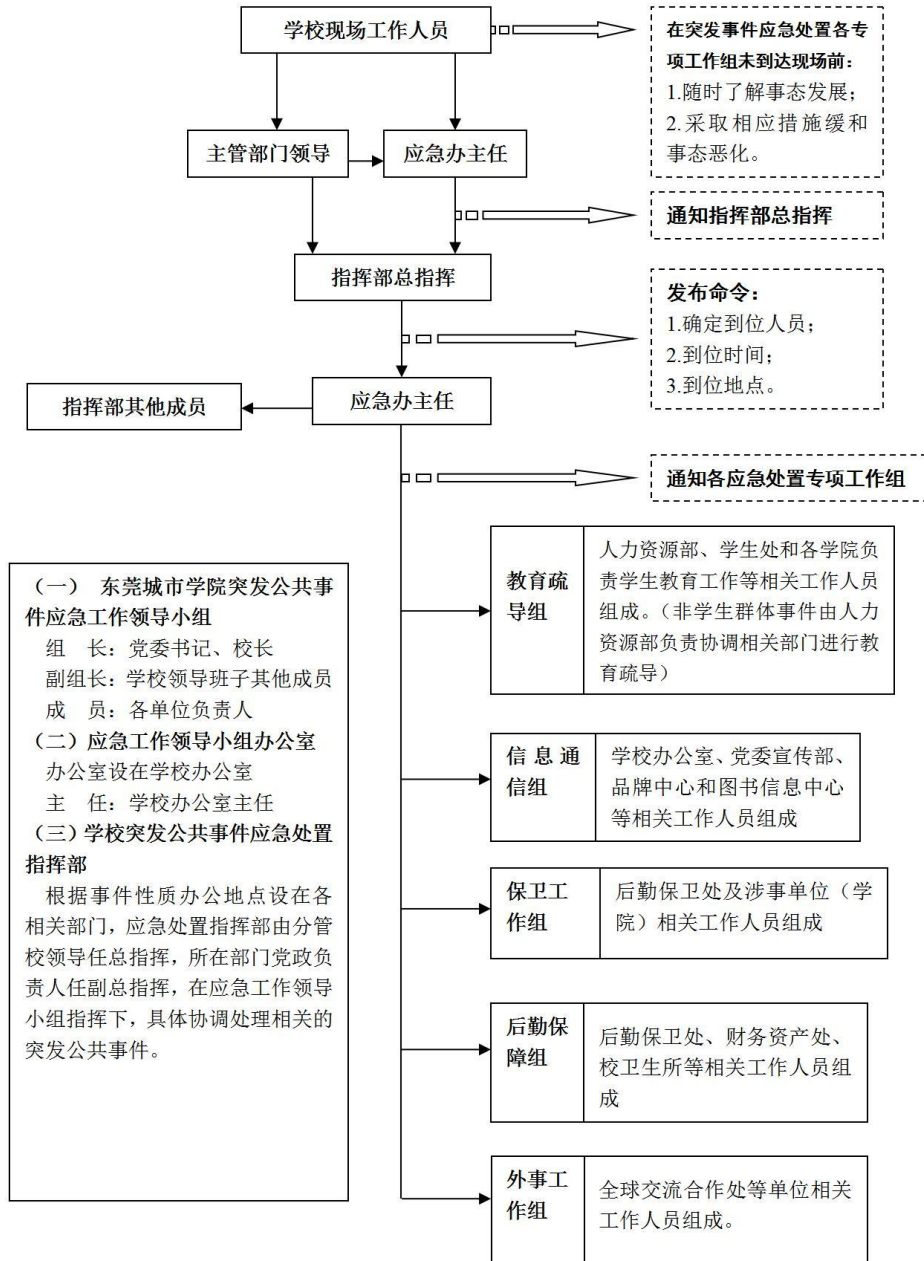 学校现场工作人员
在突发事件应急处置各专
项工作组未到达现场前：
1.随时了解事态发展；
2.采取相应措施缓和
事态恶化。
主管部门领导
应急办主任
通知指挥部总指挥
指挥部总指挥
发布命令：
1.确定到位人员；
2.到位时间；
3.到位地点。
指挥部其他成员
应急办主任
通知各应急处置专项工作组
（一） 东莞城市学院突发公共事
件应急工作领导小组
组　长：党委书记、校长
副组长：学校领导班子其他成员
成　员：各单位负责人
（二）应急工作领导小组办公室
办公室设在学校办公室
主　任：学校办公室主任
（三）学校突发公共事件应急处置
指挥部
根据事件性质办公地点设在各
相关部门，应急处置指挥部由分管
校领导任总指挥，所在部门党政负
责人任副总指挥，在应急工作领导
小组指挥下，具体协调处理相关的
突发公共事件。
教育疏
导组
人力资源部、学生处和各学院负
责学生教育工作等相关工作人员
组成。（非学生群体事件由人力
资源部负责协调相关部门进行教
育疏导）
信息通
信组
学校办公室、党委宣传部、
品牌中心和图书信息中心
等相关工作人员组成
保卫工
作组
后勤保卫处及涉事单位（学
院）相关工作人员组成
后勤保
障组
后勤保卫处、财务资产处、
校卫生所等相关工作人员组
成
外事工
作组
全球交流合作处等单位相关
工作人员组成。